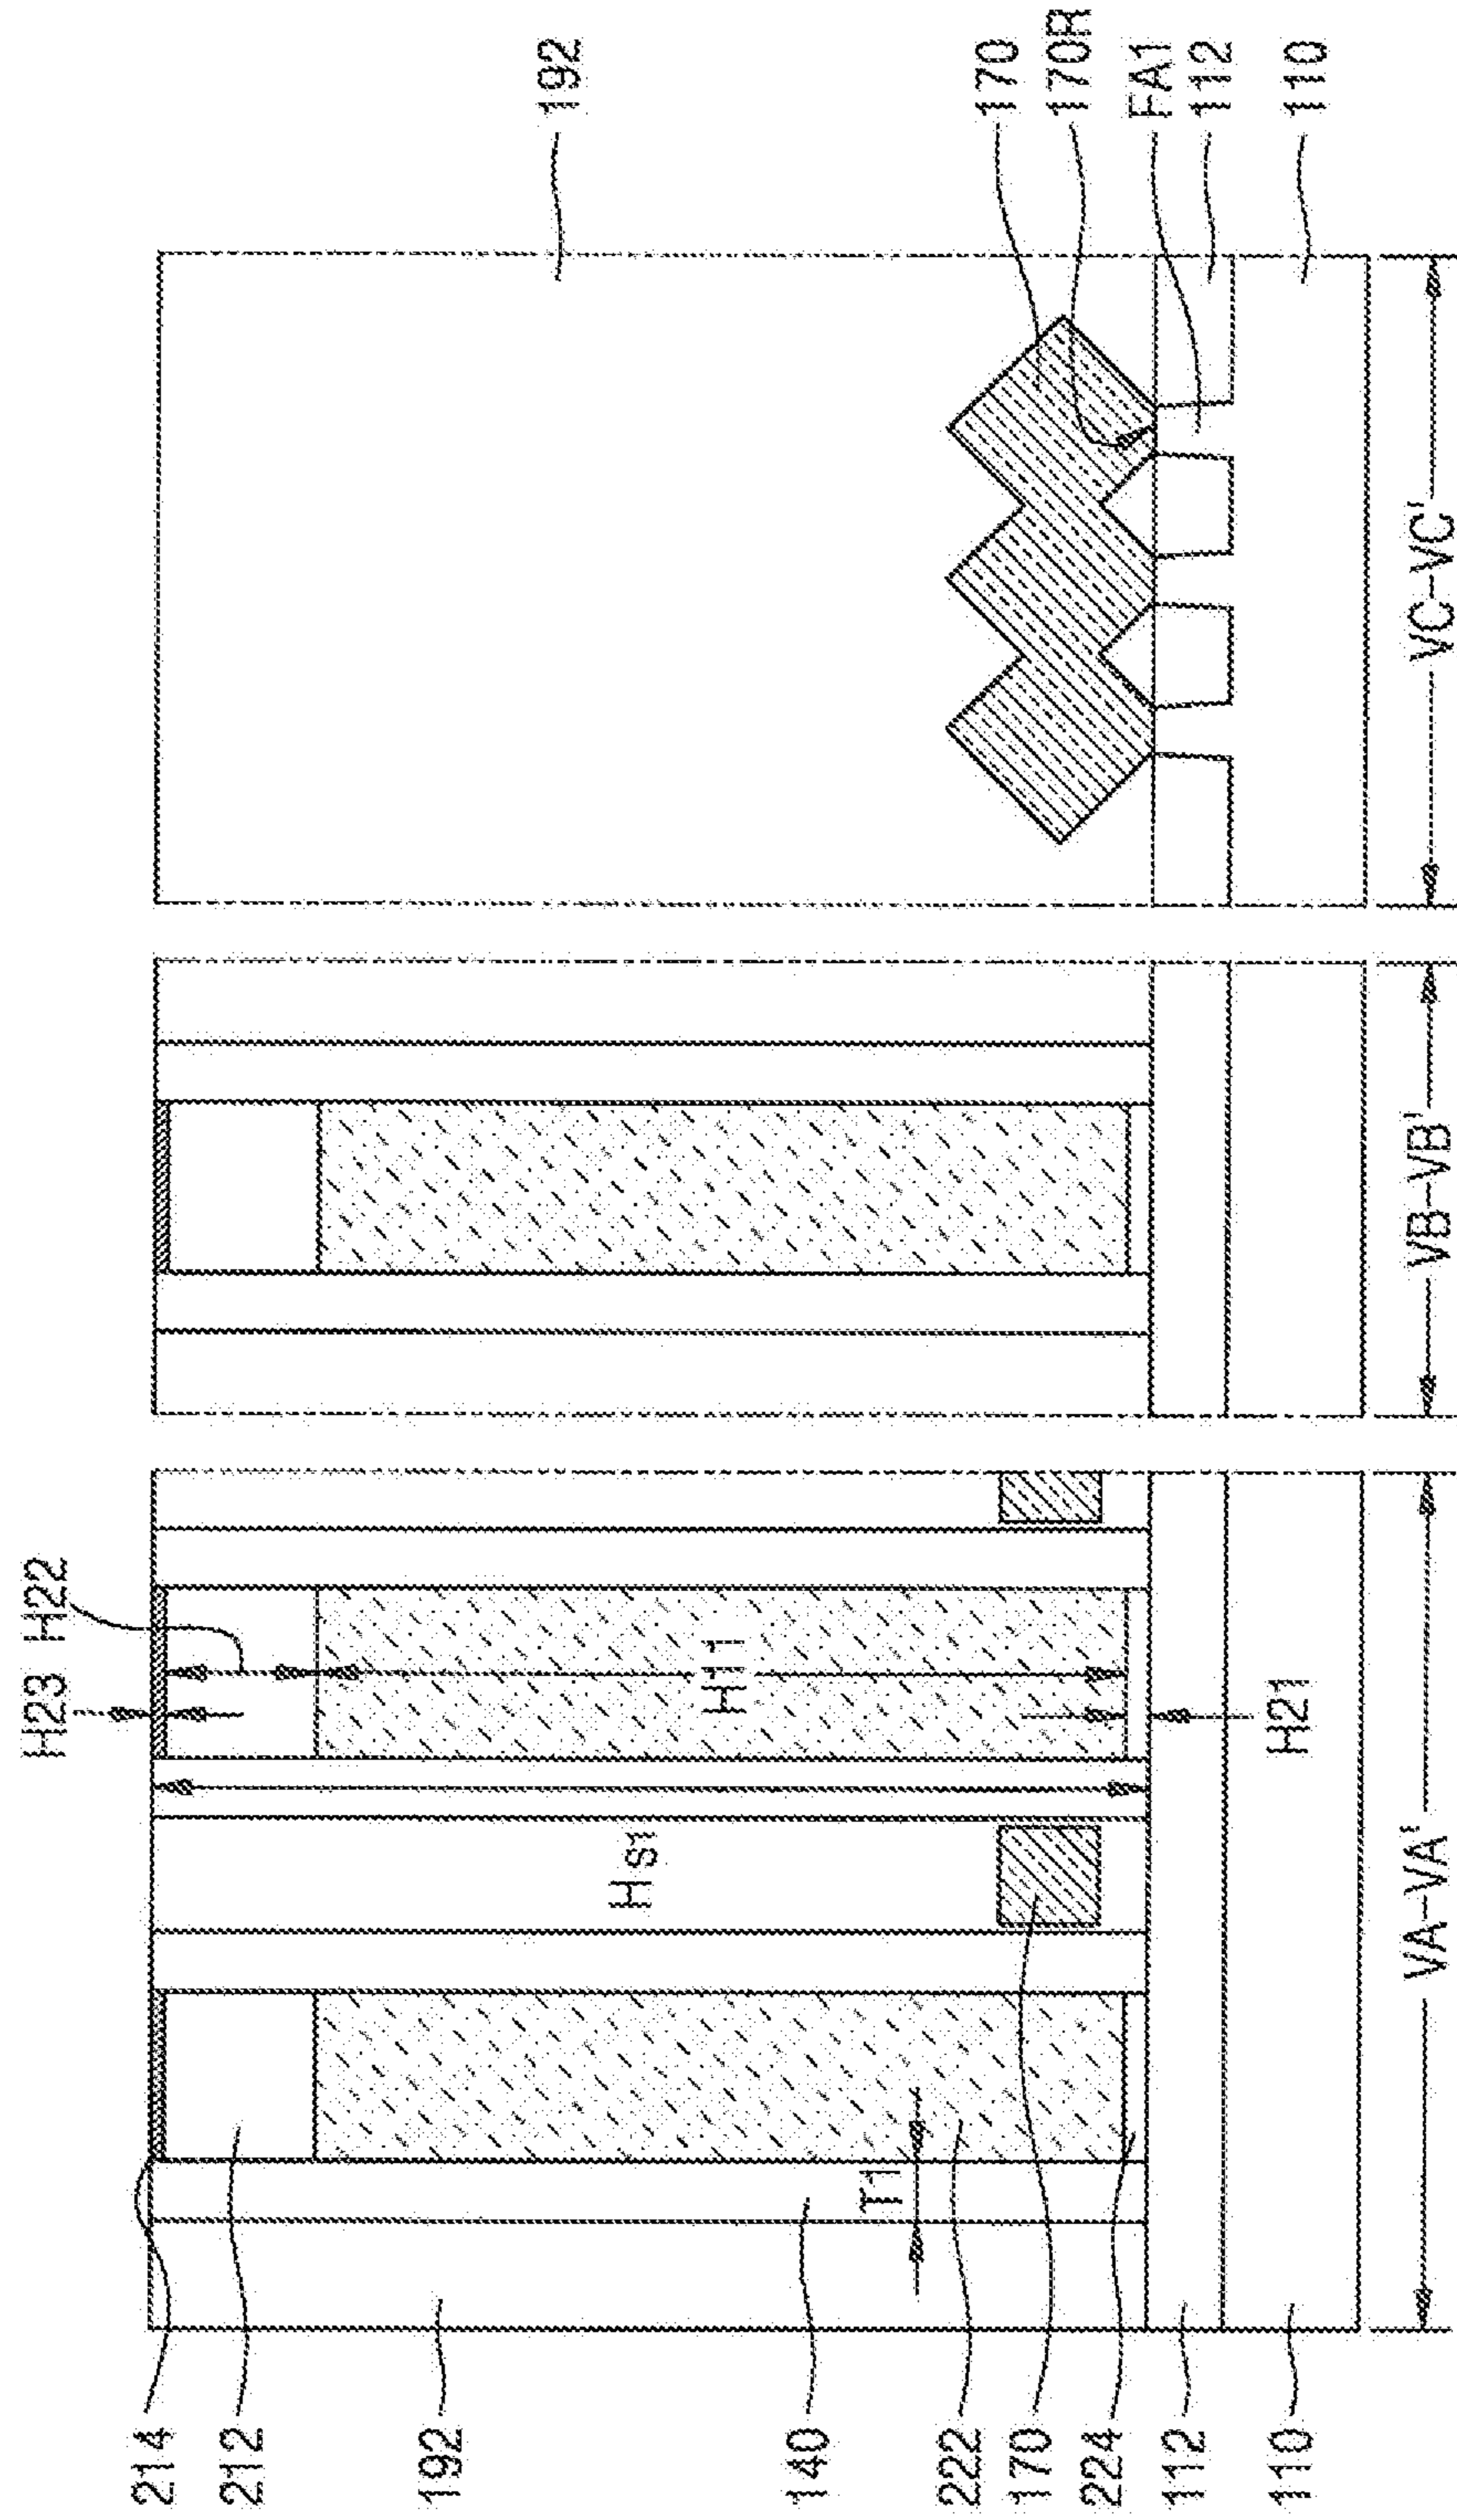 H23
H22
214
212
192
140
222
170
224
112
110
HS1
H11
T1
H21
192
170
170R
FA1
112
110
VA-VA'
VB-VB'
VC-VC'